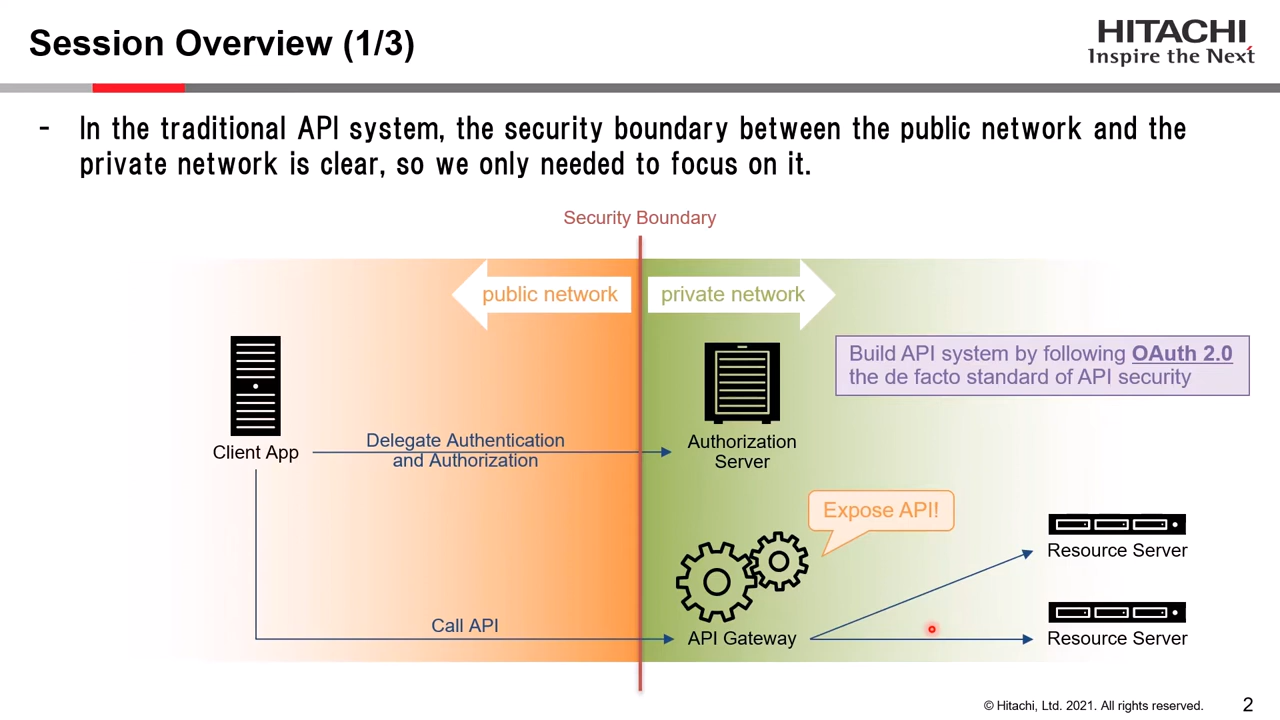 Session Overview (1/3)
HITACHI
Inspire the Next
- In the traditional API system, the security boundary between the public network and the
private network is clear, so we only needed to focus on it.
Security Boundary
public network
private network
Build API system by following OAuth 2.0
the de facto standard of API security
Client App
Delegate Authentication
and Authorization
Authorization
Server
Expose API!
Resource Server
Call API
API Gateway
Resource Server
© Hitachi, Ltd. 2021. All rights reserved.
2